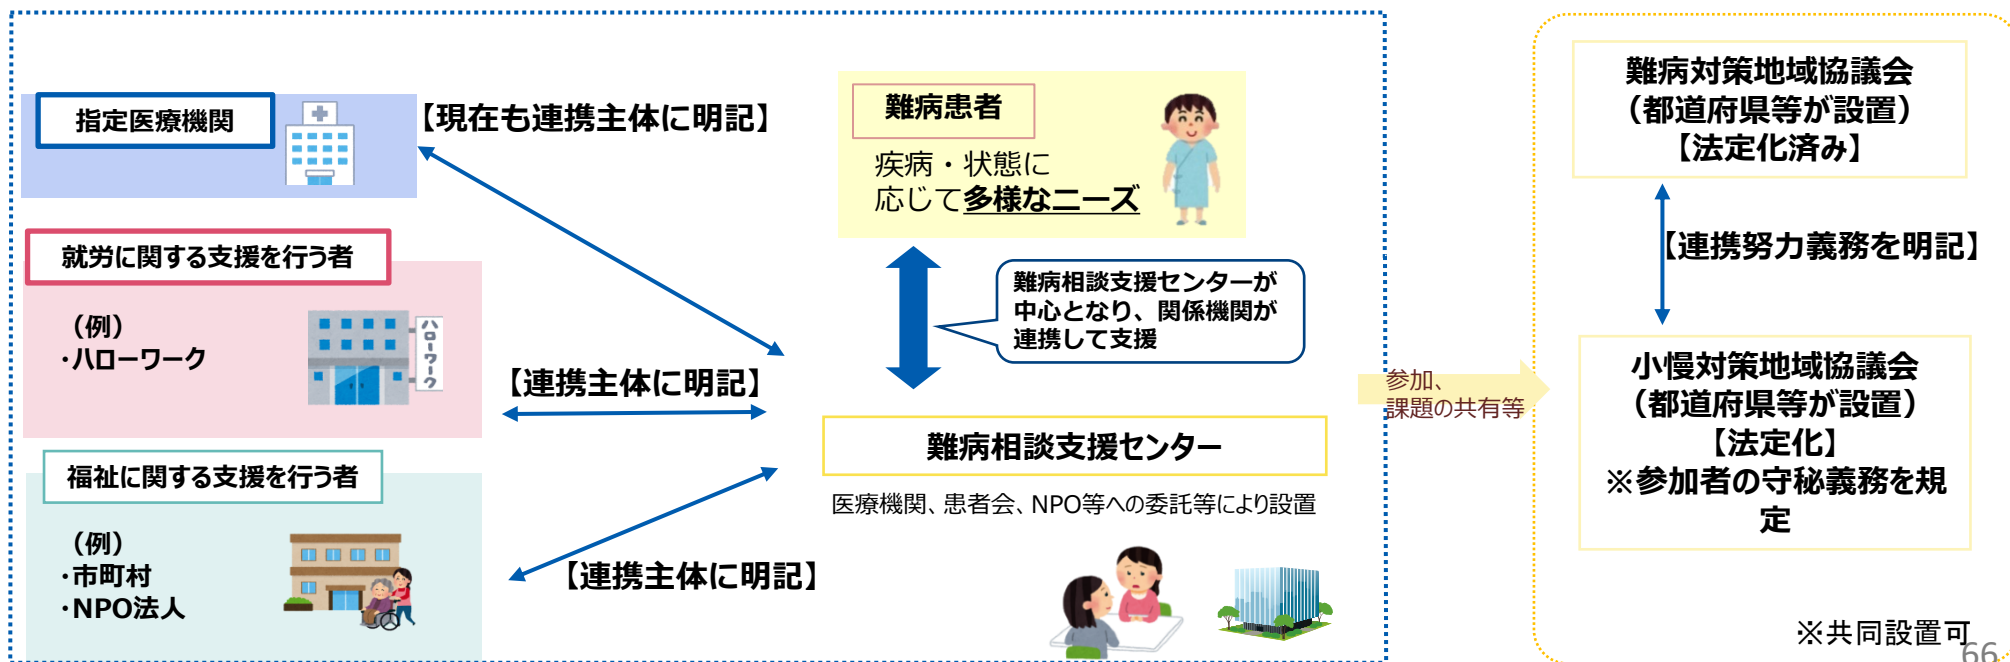 指定医療機関
【現在も連携主体に明記】
就労に関する支援を行う者
（例）
・ハローワーク
ハローワーク
【連携主体に明記】
福祉に関する支援を行う者
（例）
・市町村
・NPO法人
【連携主体に明記】
難病患者
疾病・状態に
応じて多様なニーズ
難病相談支援センターが
中心となり、関係機関が
連携して支援
難病相談支援センター
医療機関、患者会、NPO等への委託等により設置
参加、
課題の共有等
難病対策地域協議会
（都道府県等が設置）
【法定化済み】
【連携努力義務を明記】
小慢対策地域協議会
（都道府県等が設置）
【法定化】
※参加者の守秘義務を規
定
※共同設置可
66